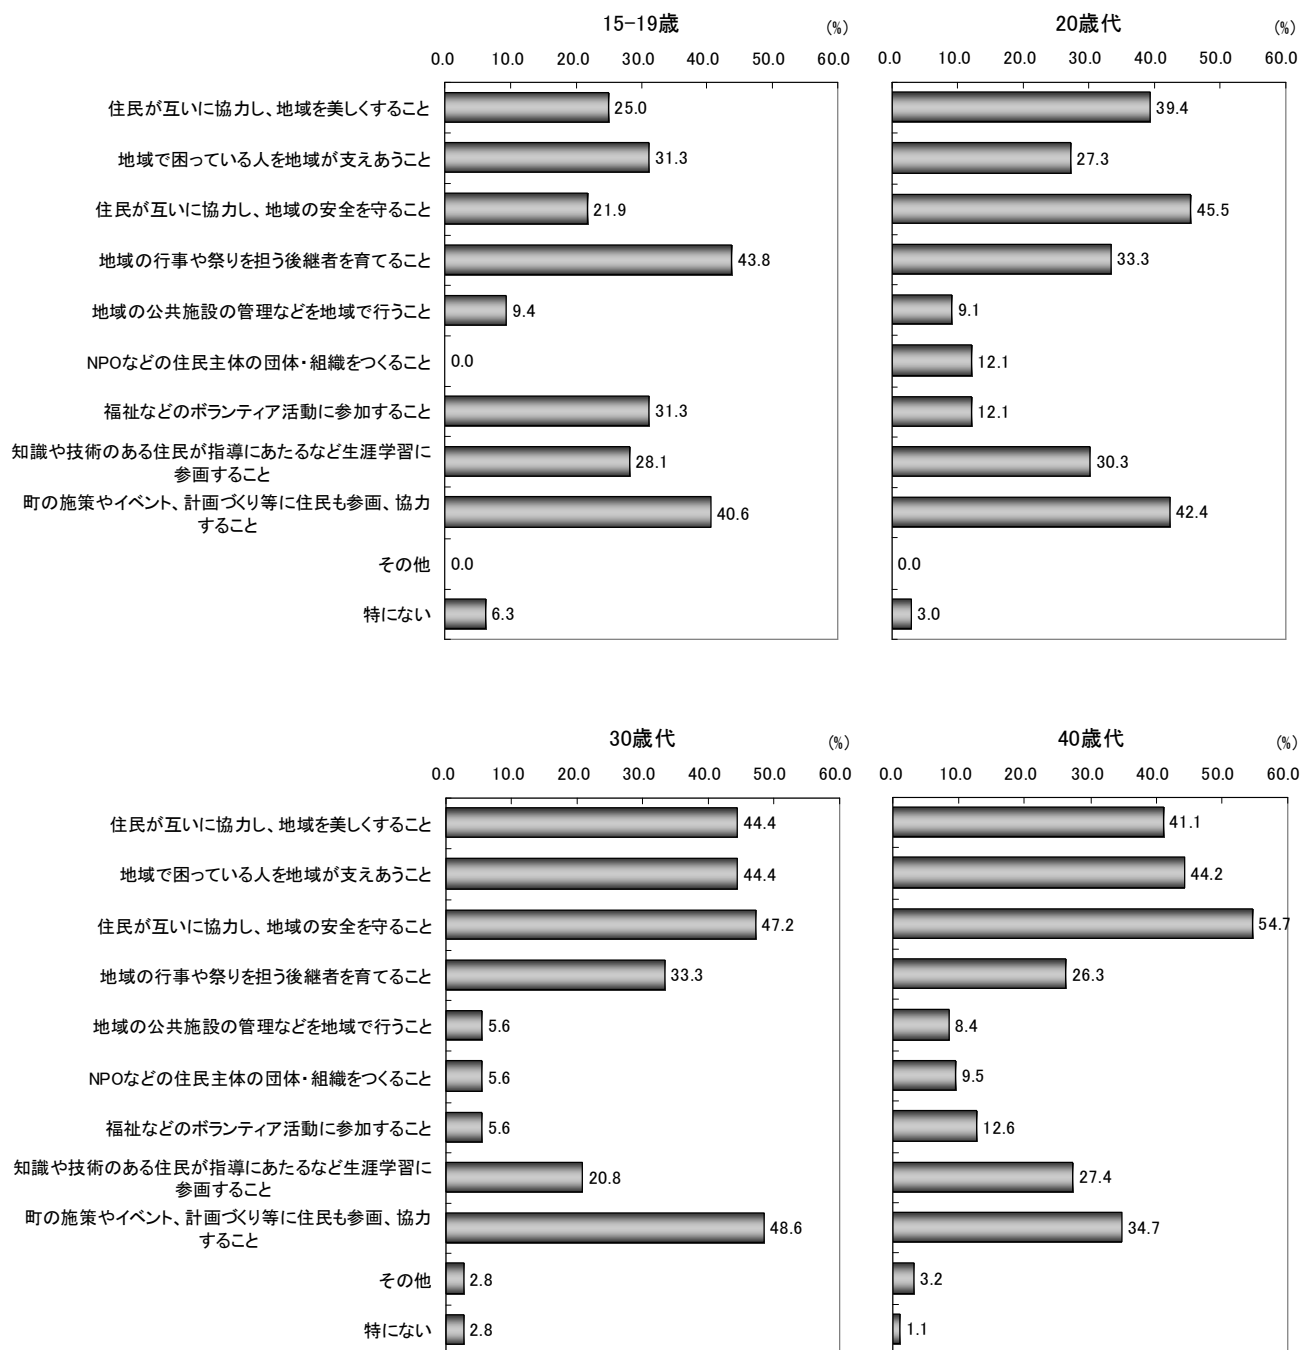 15-19歳
(%)
0.0 10.0 20.0 30.0 40.0 50.0 60.0
住民が互いに協力し、地域を美しくすること 25.0
地域で困っている人を地域が支えあうこと 31.3
住民が互いに協力し、地域の安全を守ること 21.9
地域の行事や祭りを担う後継者を育てること 43.8
地域の公共施設の管理などを地域で行うこと 9.4
NPOなどの住民主体の団体・組織をつくること 0.0
福祉などのボランティア活動に参加すること 31.3
知識や技術のある住民が指導にあたるなど生涯学習に
参画すること 28.1
町の施策やイベント、計画づくり等に住民も参画、協力
すること 40.6
その他 0.0
特にない 6.3
20歳代
(%)
0.0 10.0 20.0 30.0 40.0 50.0 60.0
39.4
27.3
45.5
33.3
9.1
12.1
12.1
30.3
42.4
0.0
3.0
30歳代
(%)
0.0 10.0 20.0 30.0 40.0 50.0 60.0
住民が互いに協力し、地域を美しくすること 44.4
地域で困っている人を地域が支えあうこと 44.4
住民が互いに協力し、地域の安全を守ること 47.2
地域の行事や祭りを担う後継者を育てること 33.3
地域の公共施設の管理などを地域で行うこと 5.6
NPOなどの住民主体の団体・組織をつくること 5.6
福祉などのボランティア活動に参加すること 5.6
知識や技術のある住民が指導にあたるなど生涯学習に
参画すること 20.8
町の施策やイベント、計画づくり等に住民も参画、協力
すること 48.6
その他 2.8
特にない 2.8
40歳代
(%)
0.0 10.0 20.0 30.0 40.0 50.0 60.0
41.1
44.2
54.7
26.3
8.4
9.5
12.6
27.4
34.7
3.2
1.1